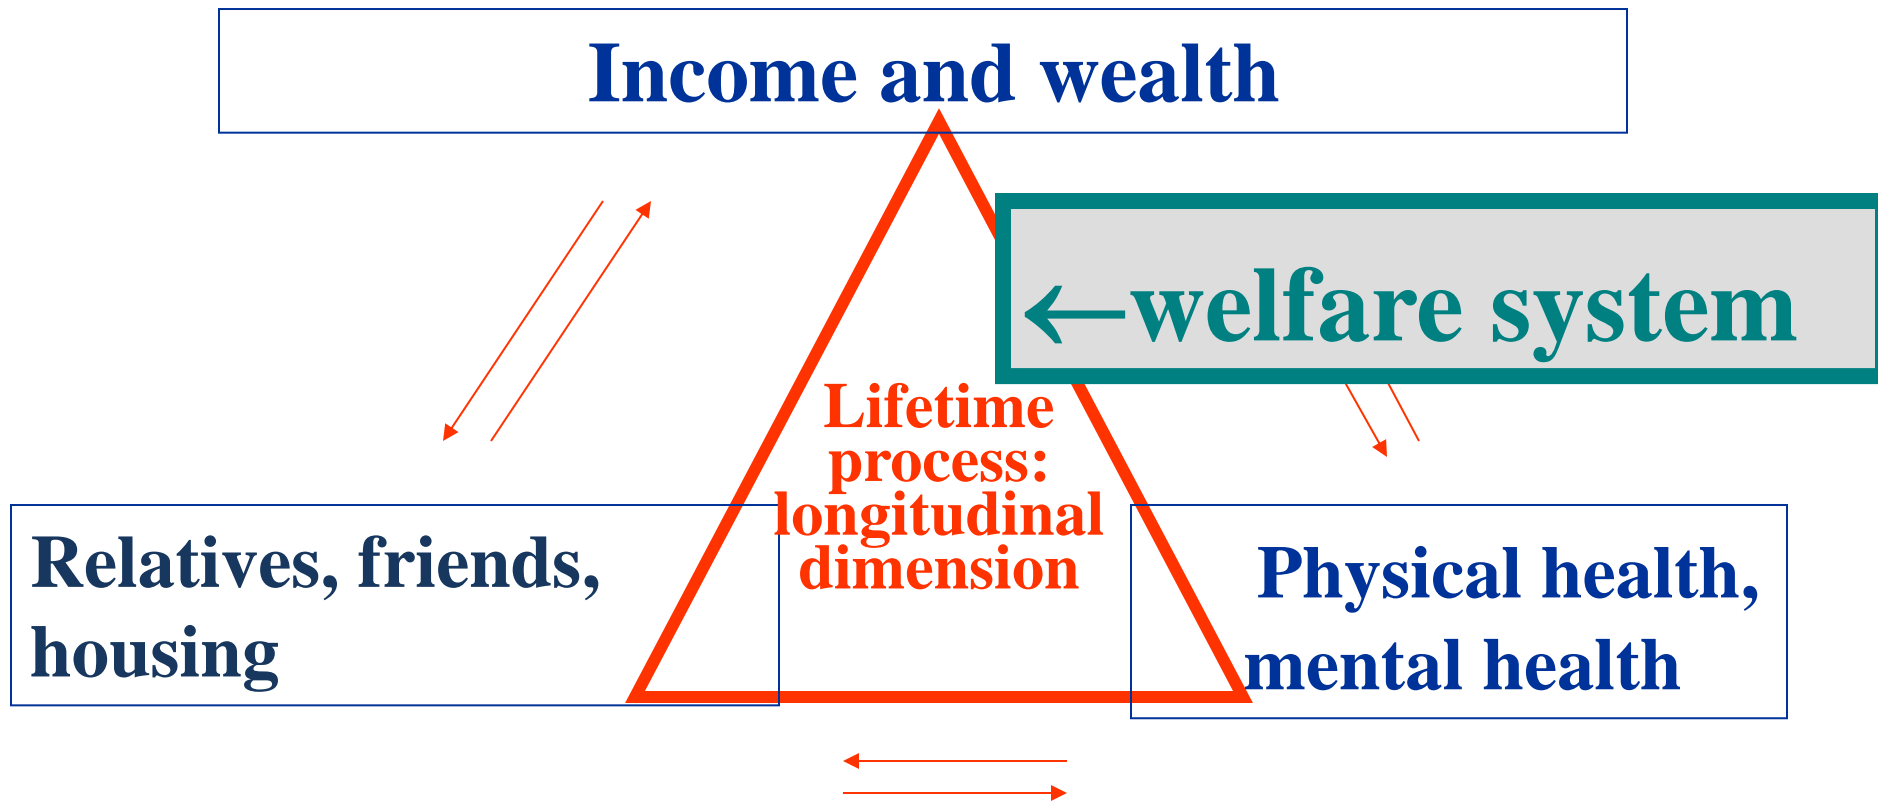 Income and wealth
←welfare system
Lifetime
process:
longitudinal
dimension
Relatives, friends,
housing
Physical health,
mental health